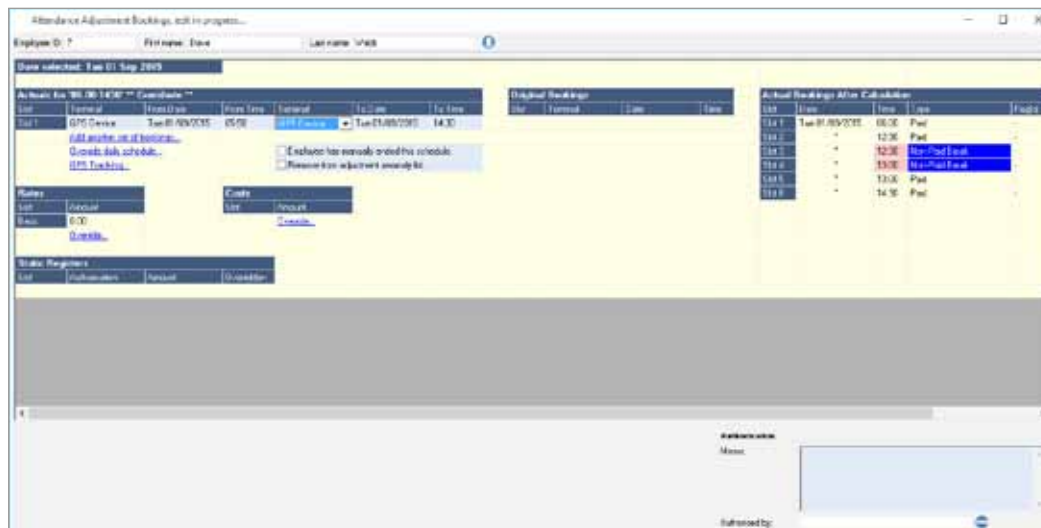 Attendance Adjustment Bookings, edit in progress...
Employee ID: 7 First name: Dave Last name:
Date selected: Tue 01 Sep 2015
Actuals for
Slot Terminal From Date From Time Terminal To Date To Time
Slot 1 GPS Device Tue 01/09/2015 05:58 GPS Device Tue 01/09/2015 14:30
Add another set of bookings...
Override daily schedule...
GPS Tracking...
Employee has manually ended this schedule
Remove from adjustment anomaly list
Original Bookings
Slot Terminal Date Time
Actual Bookings After Calculation
Slot Date Time Type
Slot 1 Tue 01/09/2015 06:00 Paid
Slot 2 " 12:30 Paid
Slot 3 " 12:30 Non-Paid Break
Slot 4 " 13:00 Non-Paid Break
Slot 5 " 13:00 Paid
Slot 6 " 14:30 Paid
Rates
Slot Amount
Basic 8.00
Override...
Costs
Slot Amount
Override...
Static Registers
Slot Authorisation Amount Overridden
Authorisation
Memo:
Authorised by: